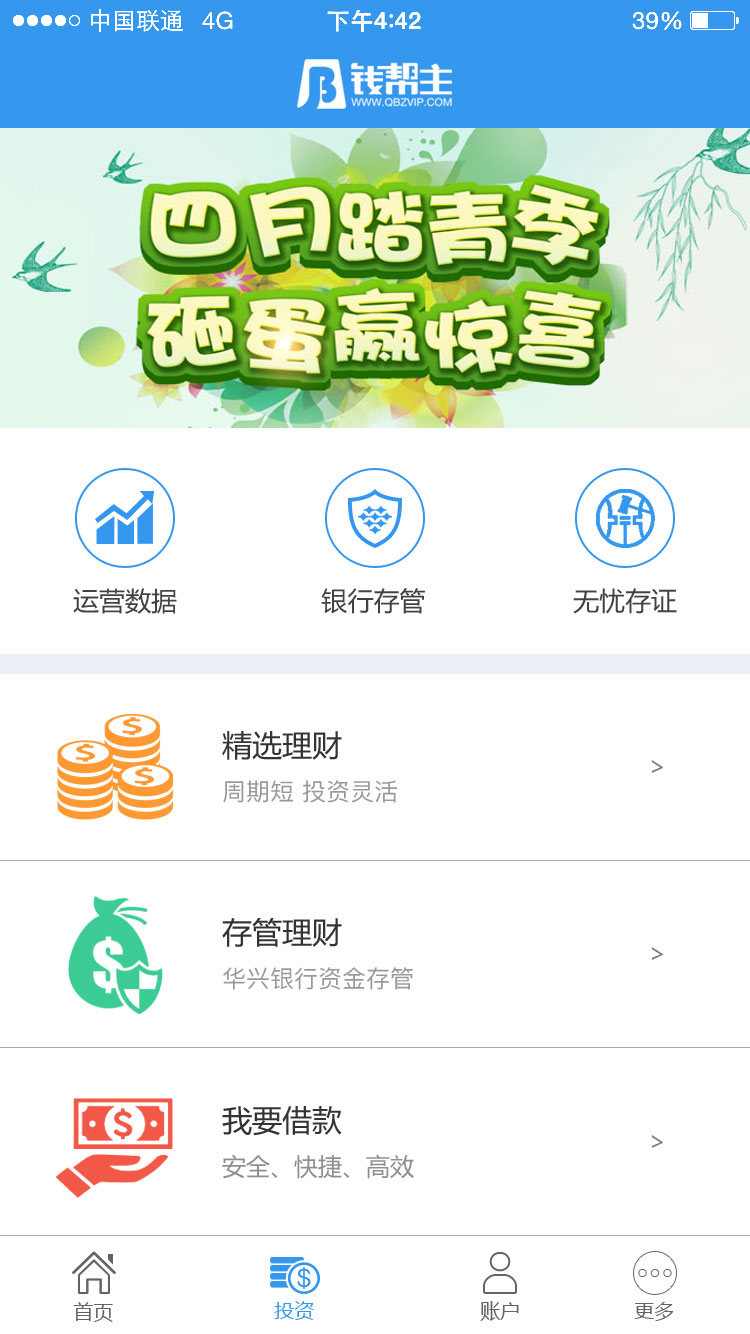 中国联通 4G 下午4:42 39%
钱帮主
WWW.QBZVIP.COM
四月踏青季
砸蛋赢惊喜
运营数据 银行存管 无忧存证
精选理财
周期短 投资灵活
>
存管理财
华兴银行资金存管
>
我要借款
安全、快捷、高效
>
首页 投资 账户 更多